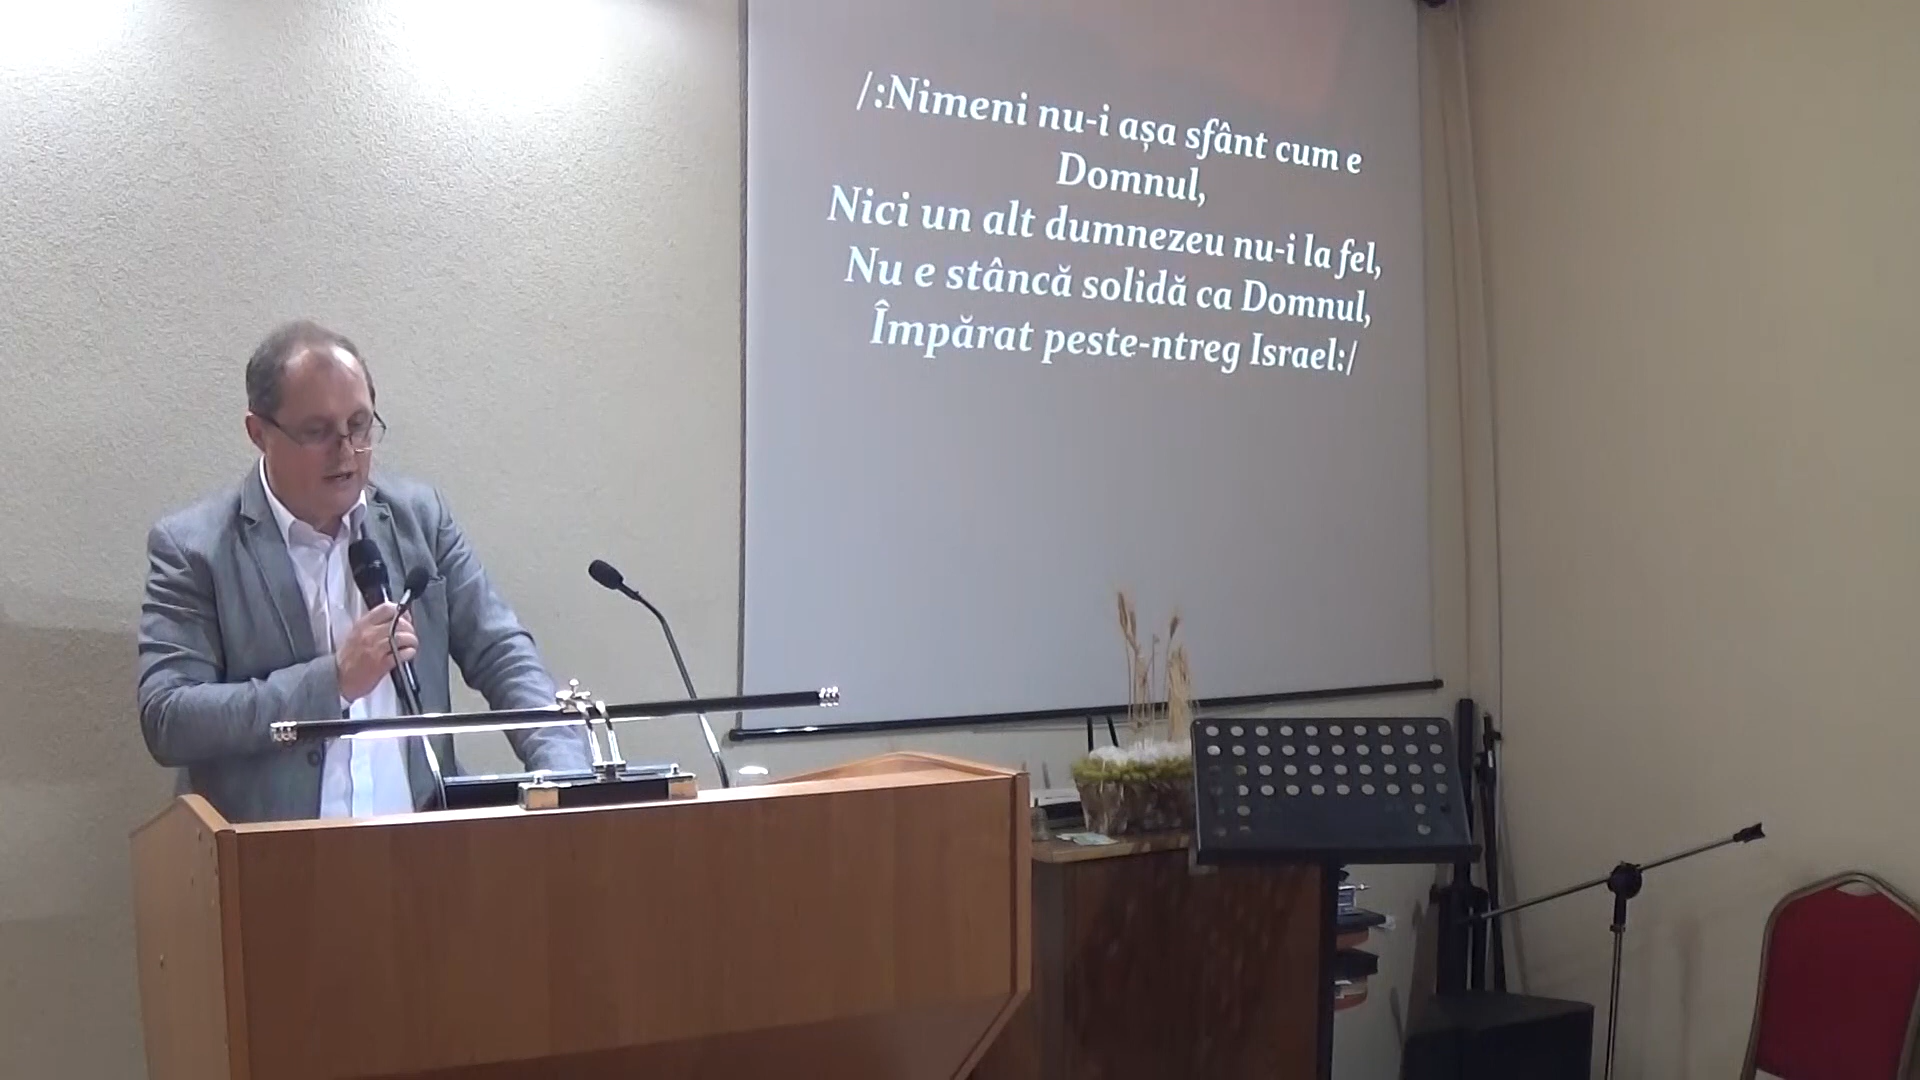 /:Nimeni nu-i așa sfânt cum e
Domnul,
Nici un alt dumnezeu nu-i la fel,
Nu e stâncă solidă ca Domnul,
Împărat peste-ntreg Israel:/